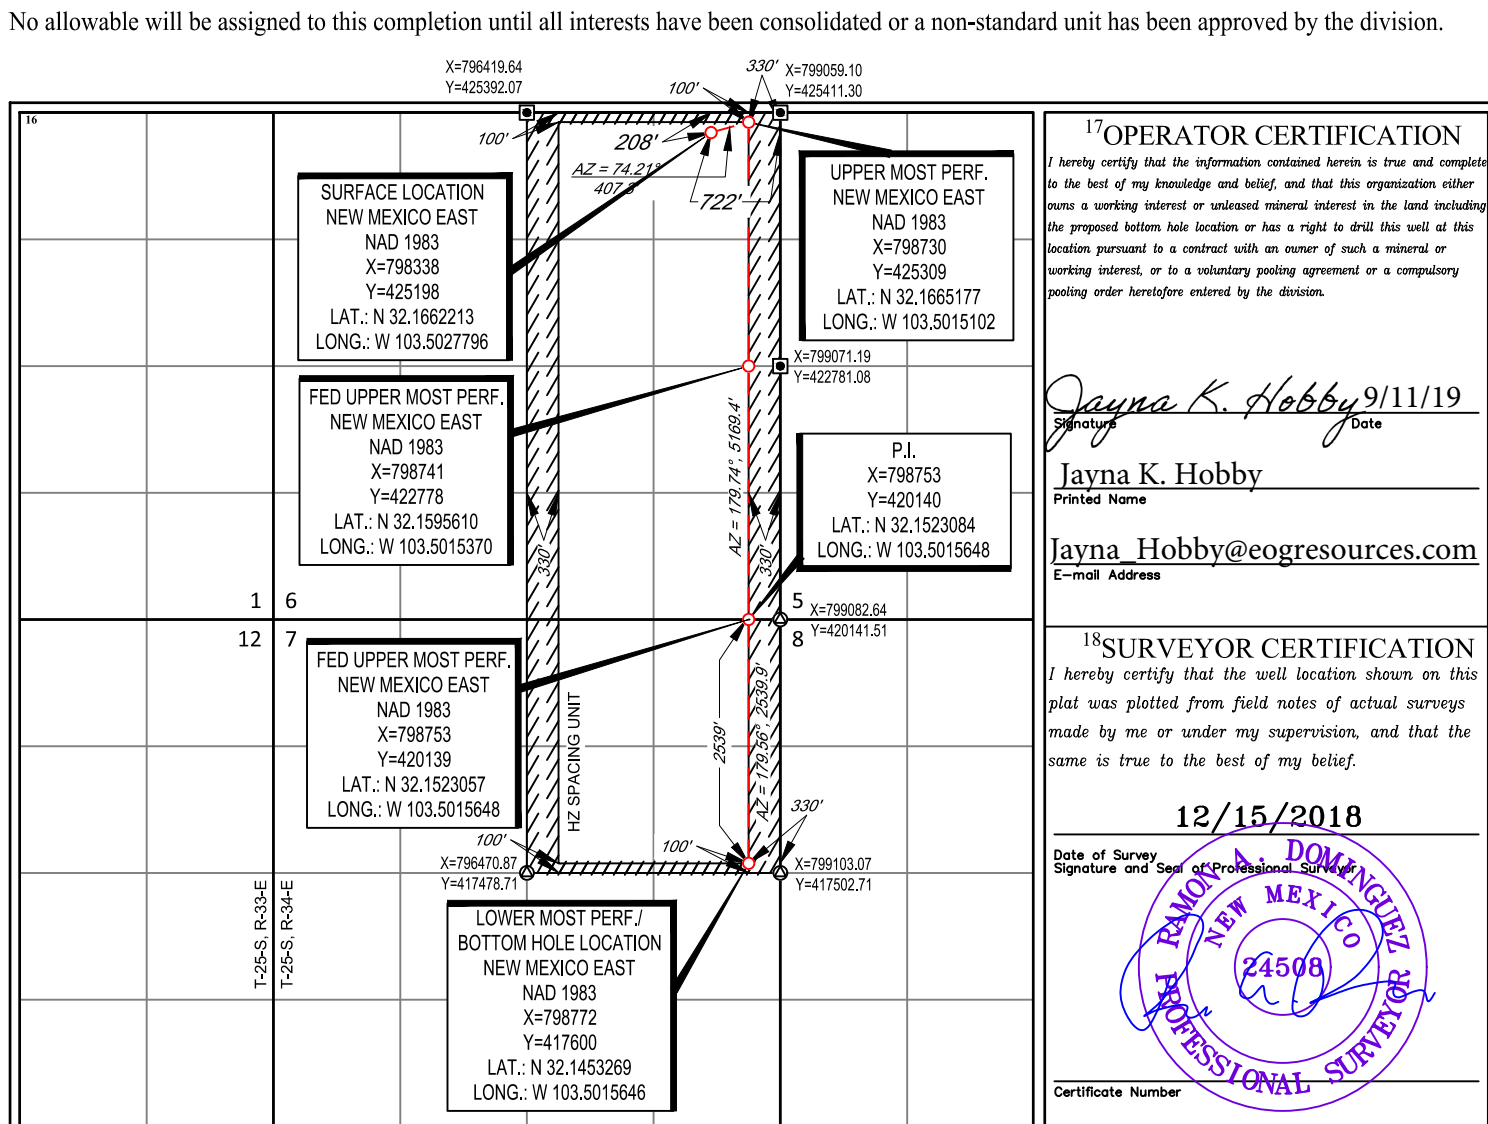 No allowable will be assigned to this completion until all interests have been consolidated or a non-standard unit has been approved by the division.
16
X=796419.64
Y=425392.07
330'
X=799059.10
Y=425411.30
100'
100'
208'
AZ = 74.21°
407.3'
722'
SURFACE LOCATION
NEW MEXICO EAST
NAD 1983
X=798338
Y=425198
LAT.: N 32.1662213
LONG.: W 103.5027796
UPPER MOST PERF.
NEW MEXICO EAST
NAD 1983
X=798730
Y=425309
LAT.: N 32.1665177
LONG.: W 103.5015102
X=799071.19
Y=422781.08
FED UPPER MOST PERF.
NEW MEXICO EAST
NAD 1983
X=798741
Y=422778
LAT.: N 32.1595610
LONG.: W 103.5015370
AZ = 179.74°, 5169.4'
P.I.
X=798753
Y=420140
LAT.: N 32.1523084
LONG.: W 103.5015648
330'
330'
1 6
12 7
5
8
X=799082.64
Y=420141.51
FED UPPER MOST PERF.
NEW MEXICO EAST
NAD 1983
X=798753
Y=420139
LAT.: N 32.1523057
LONG.: W 103.5015648
HZ SPACING UNIT
2539'
AZ = 179.56°, 2539.9'
330'
100'
100'
X=796470.87
Y=417478.71
X=799103.07
Y=417502.71
T-25-S, R-33-E
T-25-S, R-34-E
LOWER MOST PERF./
BOTTOM HOLE LOCATION
NEW MEXICO EAST
NAD 1983
X=798772
Y=417600
LAT.: N 32.1453269
LONG.: W 103.5015646
17OPERATOR CERTIFICATION
I hereby certify that the information contained herein is true and complete
to the best of my knowledge and belief, and that this organization either
owns a working interest or unleased mineral interest in the land including
the proposed bottom hole location or has a right to drill this well at this
location pursuant to a contract with an owner of such a mineral or
working interest, or to a voluntary pooling agreement or a compulsory
pooling order heretofore entered by the division.
Jayna K. Hobby 9/11/19
Signature Date
Jayna K. Hobby
Printed Name
Jayna_Hobby@eogresources.com
E-mail Address
18SURVEYOR CERTIFICATION
I hereby certify that the well location shown on this
plat was plotted from field notes of actual surveys
made by me or under my supervision, and that the
same is true to the best of my belief.
12/15/2018
Date of Survey
Signature and Seal of Professional Surveyor
RAMON A. DOMINGUEZ
NEW MEXICO
24508
PROFESSIONAL SURVEYOR
Certificate Number